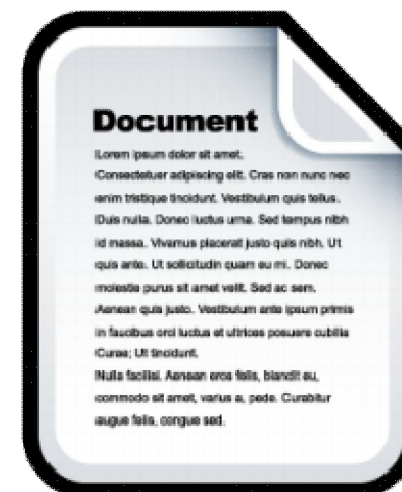 Document
Lorem ipsum dolor sit amet,
Consectetuer adipiscing elit. Cras non nunc nec
enim tristique tincidunt. Vestibulum quis tellus.
Duis nulla. Donec luctus urna. Sed tempus nibh
id massa. Vivamus placerat justo quis nibh. Ut
quis ante. Ut sollicitudin quam eu mi. Donec
molestie purus sit amet velit. Sed ac sem.
Aenean quis justo. Vestibulum ante ipsum primis
in faucibus orci luctus et ultrices posuere cubilia
Curae; Ut tincidunt.
Nulla facilisi. Aenean eros felis, blandit eu,
commodo sit amet, varius a, pede. Curabitur
augue felis, congue sed.